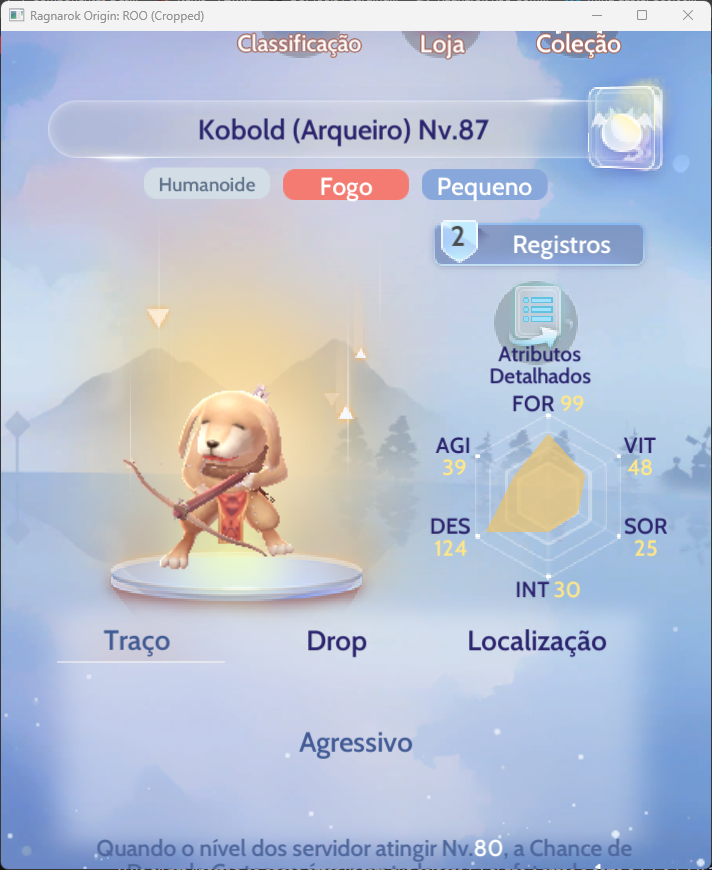 Ragnarok Origin: ROO (Cropped)
Classificação Loja Coleção
Kobold (Arqueiro) Nv.87
Humanoide Fogo Pequeno
2 Registros
Atributos
Detalhados
FOR 99
AGI VIT
39 48
DES SOR
124 25
INT 30
Traço Drop Localização
Agressivo
Quando o nível dos servidor atingir Nv.80, a Chance de